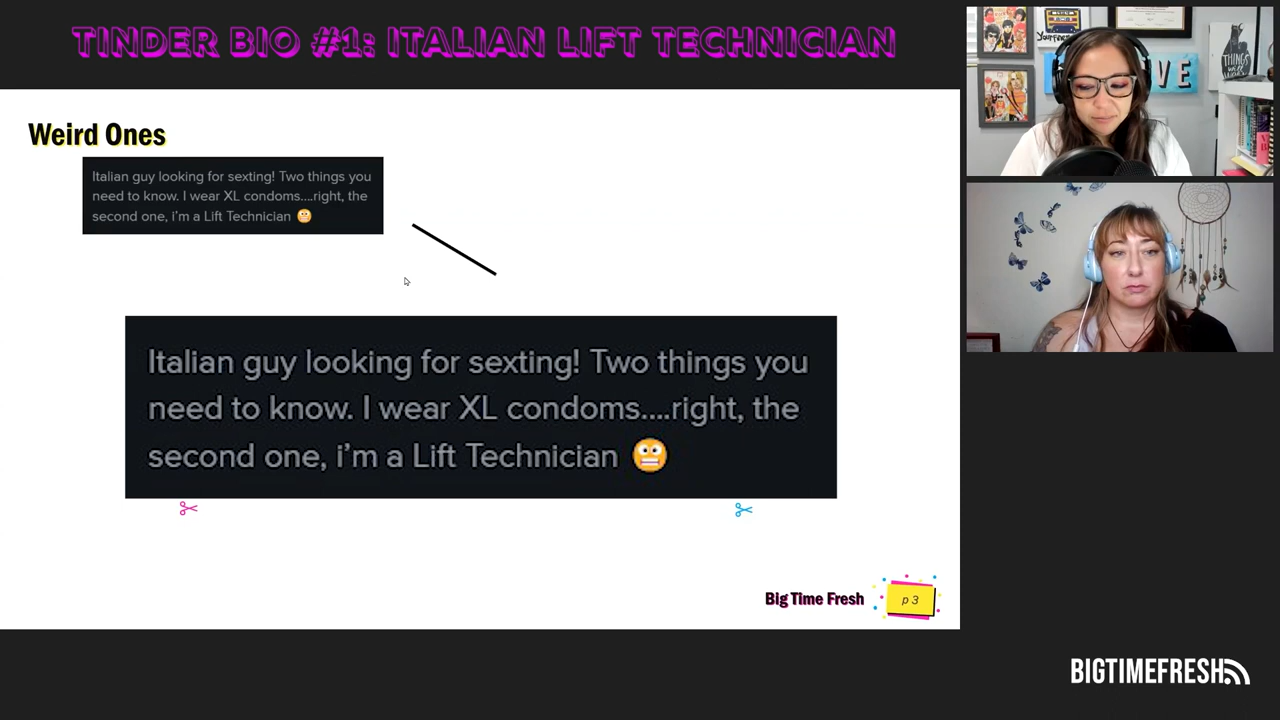 TINDER BIO #1: ITALIAN LIFT TECHNICIAN
Weird Ones
Italian guy looking for sexting! Two things you
need to know. I wear XL condoms....right, the
second one, i'm a Lift Technician 😬
Italian guy looking for sexting! Two things you
need to know. I wear XL condoms....right, the
second one, i'm a Lift Technician 😬
Big Time Fresh
p 3
VE
THINGS
BIGTIMEFRESH